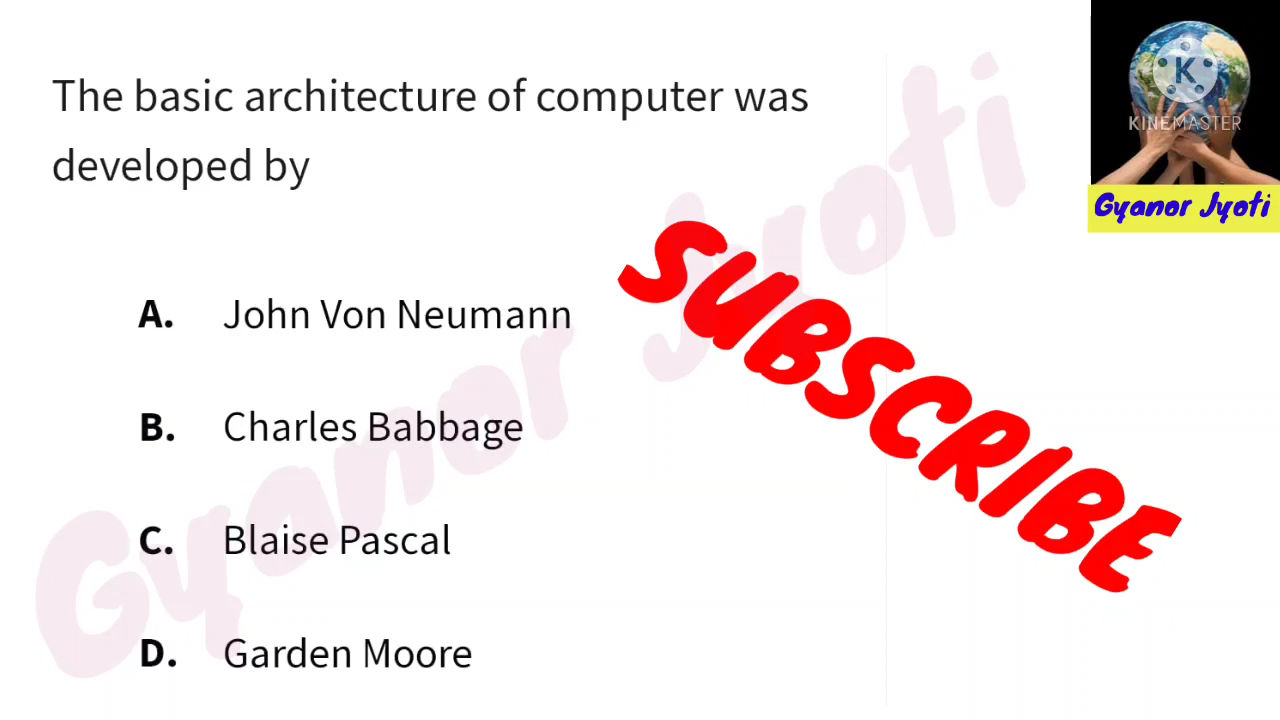 The basic architecture of computer was
developed by
A. John Von Neumann
B. Charles Babbage
C. Blaise Pascal
D. Garden Moore
SUBSCRIBE
Gyanor Jyoti
K
KINEMASTER
Gyanor Jyoti